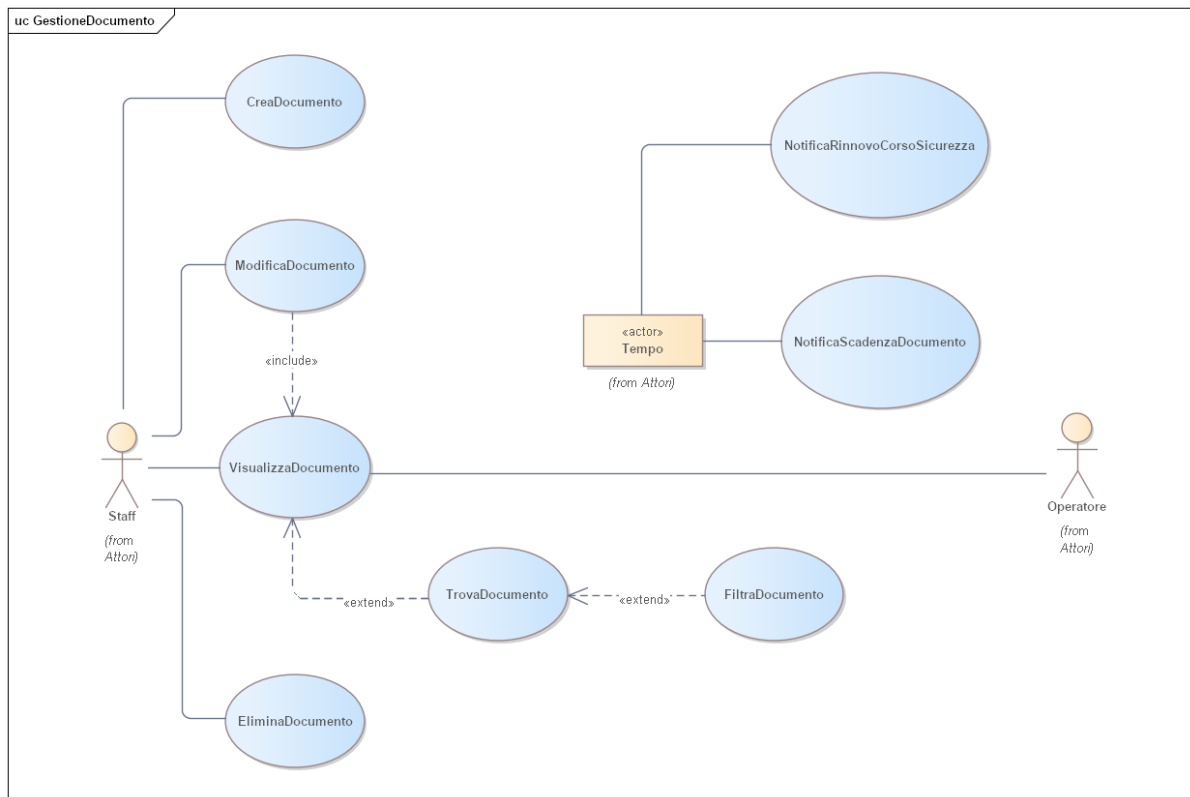 uc GestioneDocumento
CreaDocumento
NotificaRinnovoCorsoSicurezza
ModificaDocumento
«actor»
Tempo
(from Attori)
NotificaScadenzaDocumento
«include»
VisualizzaDocumento
Staff
(from
Attori)
Operatore
(from
Attori)
TrovaDocumento
FiltraDocumento
«extend»
«extend»
EliminaDocumento